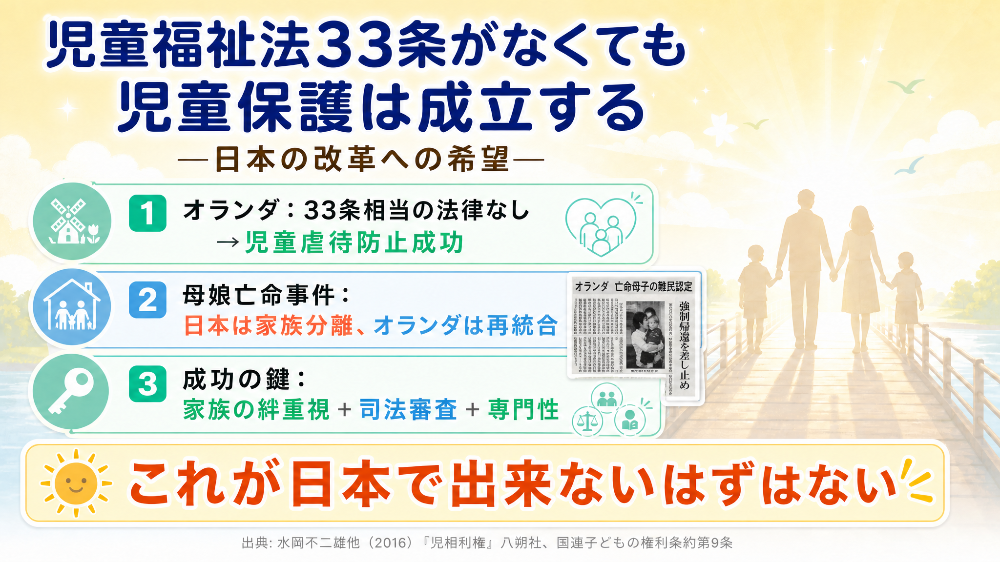 児童福祉法33条がなくても
児童保護は成立する
―日本の改革への希望―
1 オランダ：33条相当の法律なし
→児童虐待防止成功
2 母娘亡命事件：
日本は家族分離、オランダは再統合
オランダ 亡命母子の難民認定
強制帰還を差し止め
3 成功の鍵：
家族の絆重視 + 司法審査 + 専門性
これが日本で出来ないはずはない
出典: 水岡不二雄他（2016）『児相利権』八朔社、国連子どもの権利条約第9条